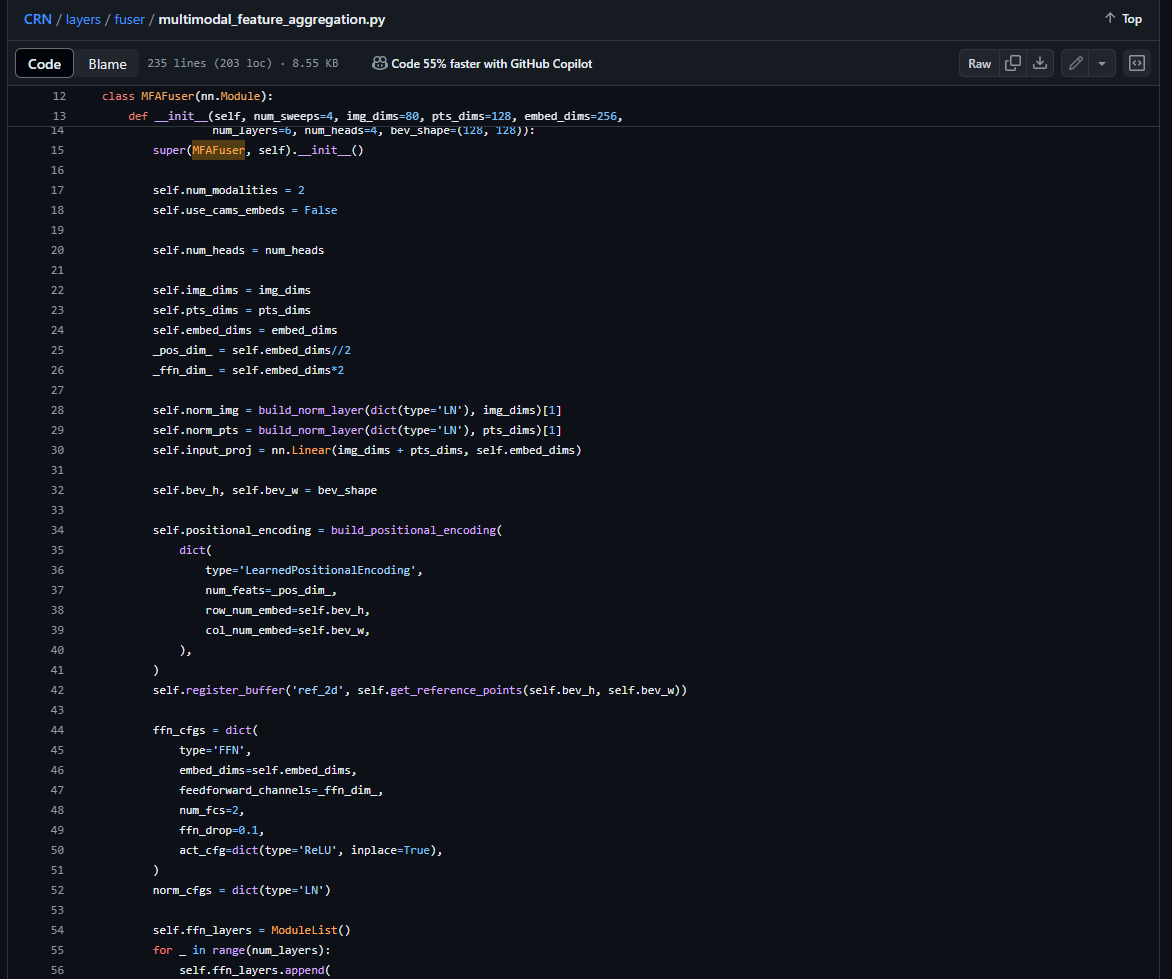 CRN / layers / fuser / multimodal_feature_aggregation.py
Top
Code Blame 235 lines (203 loc) · 8.55 KB Code 55% faster with GitHub Copilot Raw
12 class MFAFuser(nn.Module):
13     def __init__(self, num_sweeps=4, img_dims=80, pts_dims=128, embed_dims=256,
14                  num_layers=6, num_heads=4, bev_shape=(128, 128)):
15         super(MFAFuser, self).__init__()
16
17         self.num_modalities = 2
18         self.use_cams_embeds = False
19
20         self.num_heads = num_heads
21
22         self.img_dims = img_dims
23         self.pts_dims = pts_dims
24         self.embed_dims = embed_dims
25         _pos_dim_ = self.embed_dims//2
26         _ffn_dim_ = self.embed_dims*2
27
28         self.norm_img = build_norm_layer(dict(type='LN'), img_dims)[1]
29         self.norm_pts = build_norm_layer(dict(type='LN'), pts_dims)[1]
30         self.input_proj = nn.Linear(img_dims + pts_dims, self.embed_dims)
31
32         self.bev_h, self.bev_w = bev_shape
33
34         self.positional_encoding = build_positional_encoding(
35             dict(
36                 type='LearnedPositionalEncoding',
37                 num_feats=_pos_dim_,
38                 row_num_embed=self.bev_h,
39                 col_num_embed=self.bev_w,
40             ),
41         )
42         self.register_buffer('ref_2d', self.get_reference_points(self.bev_h, self.bev_w))
43
44         ffn_cfgs = dict(
45             type='FFN',
46             embed_dims=self.embed_dims,
47             feedforward_channels=_ffn_dim_,
48             num_fcs=2,
49             ffn_drop=0.1,
50             act_cfg=dict(type='ReLU', inplace=True),
51         )
52         norm_cfgs = dict(type='LN')
53
54         self.ffn_layers = ModuleList()
55         for _ in range(num_layers):
56             self.ffn_layers.append(